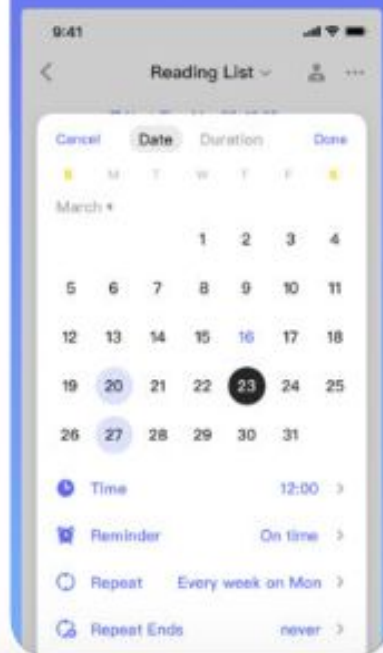 9:41
Reading List
Cancel Date Duration Done
S M T W T F S
March
1 2 3 4
5 6 7 8 9 10 11
12 13 14 15 16 17 18
19 20 21 22 23 24 25
26 27 28 29 30 31
Time 12:00
Reminder On time
Repeat Every week on Mon
Repeat Ends never